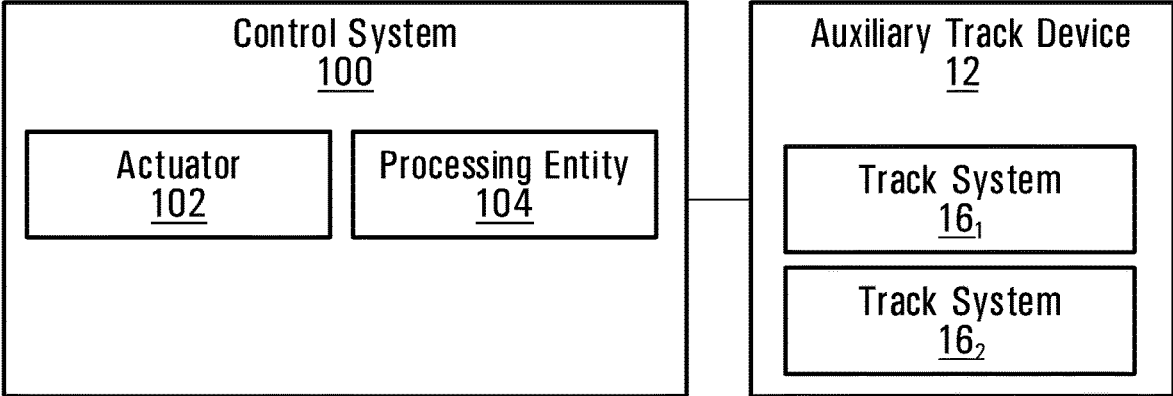 Control System
100
Actuator
102
Processing Entity
104
Auxiliary Track Device
12
Track System
16₁
Track System
16₂